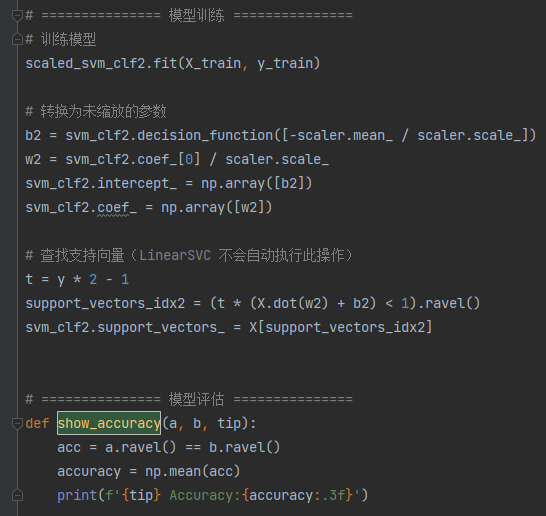 # =============== 模型训练 ===============
# 训练模型
scaled_svm_clf2.fit(X_train, y_train)
# 转换为未缩放的参数
b2 = svm_clf2.decision_function([-scaler.mean_ / scaler.scale_])
w2 = svm_clf2.coef_[0] / scaler.scale_
svm_clf2.intercept_ = np.array([b2])
svm_clf2.coef_ = np.array([w2])
# 查找支持向量（LinearSVC 不会自动执行此操作）
t = y * 2 - 1
support_vectors_idx2 = (t * (X.dot(w2) + b2) < 1).ravel()
svm_clf2.support_vectors_ = X[support_vectors_idx2]
# =============== 模型评估 ===============
def show_accuracy(a, b, tip):
    acc = a.ravel() == b.ravel()
    accuracy = np.mean(acc)
    print(f'{tip} Accuracy:{accuracy:.3f}')